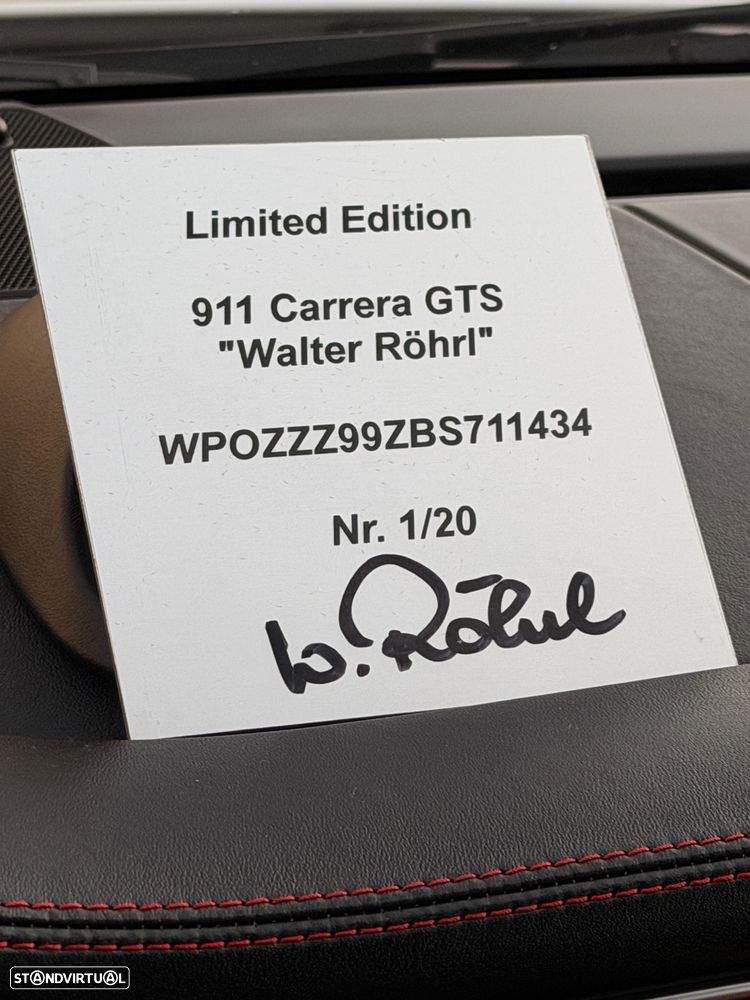 Limited Edition
911 Carrera GTS
"Walter Röhrl"
WPOZZZ99ZBS711434
Nr. 1/20
W. Röhrl
STANDVIRTUAL